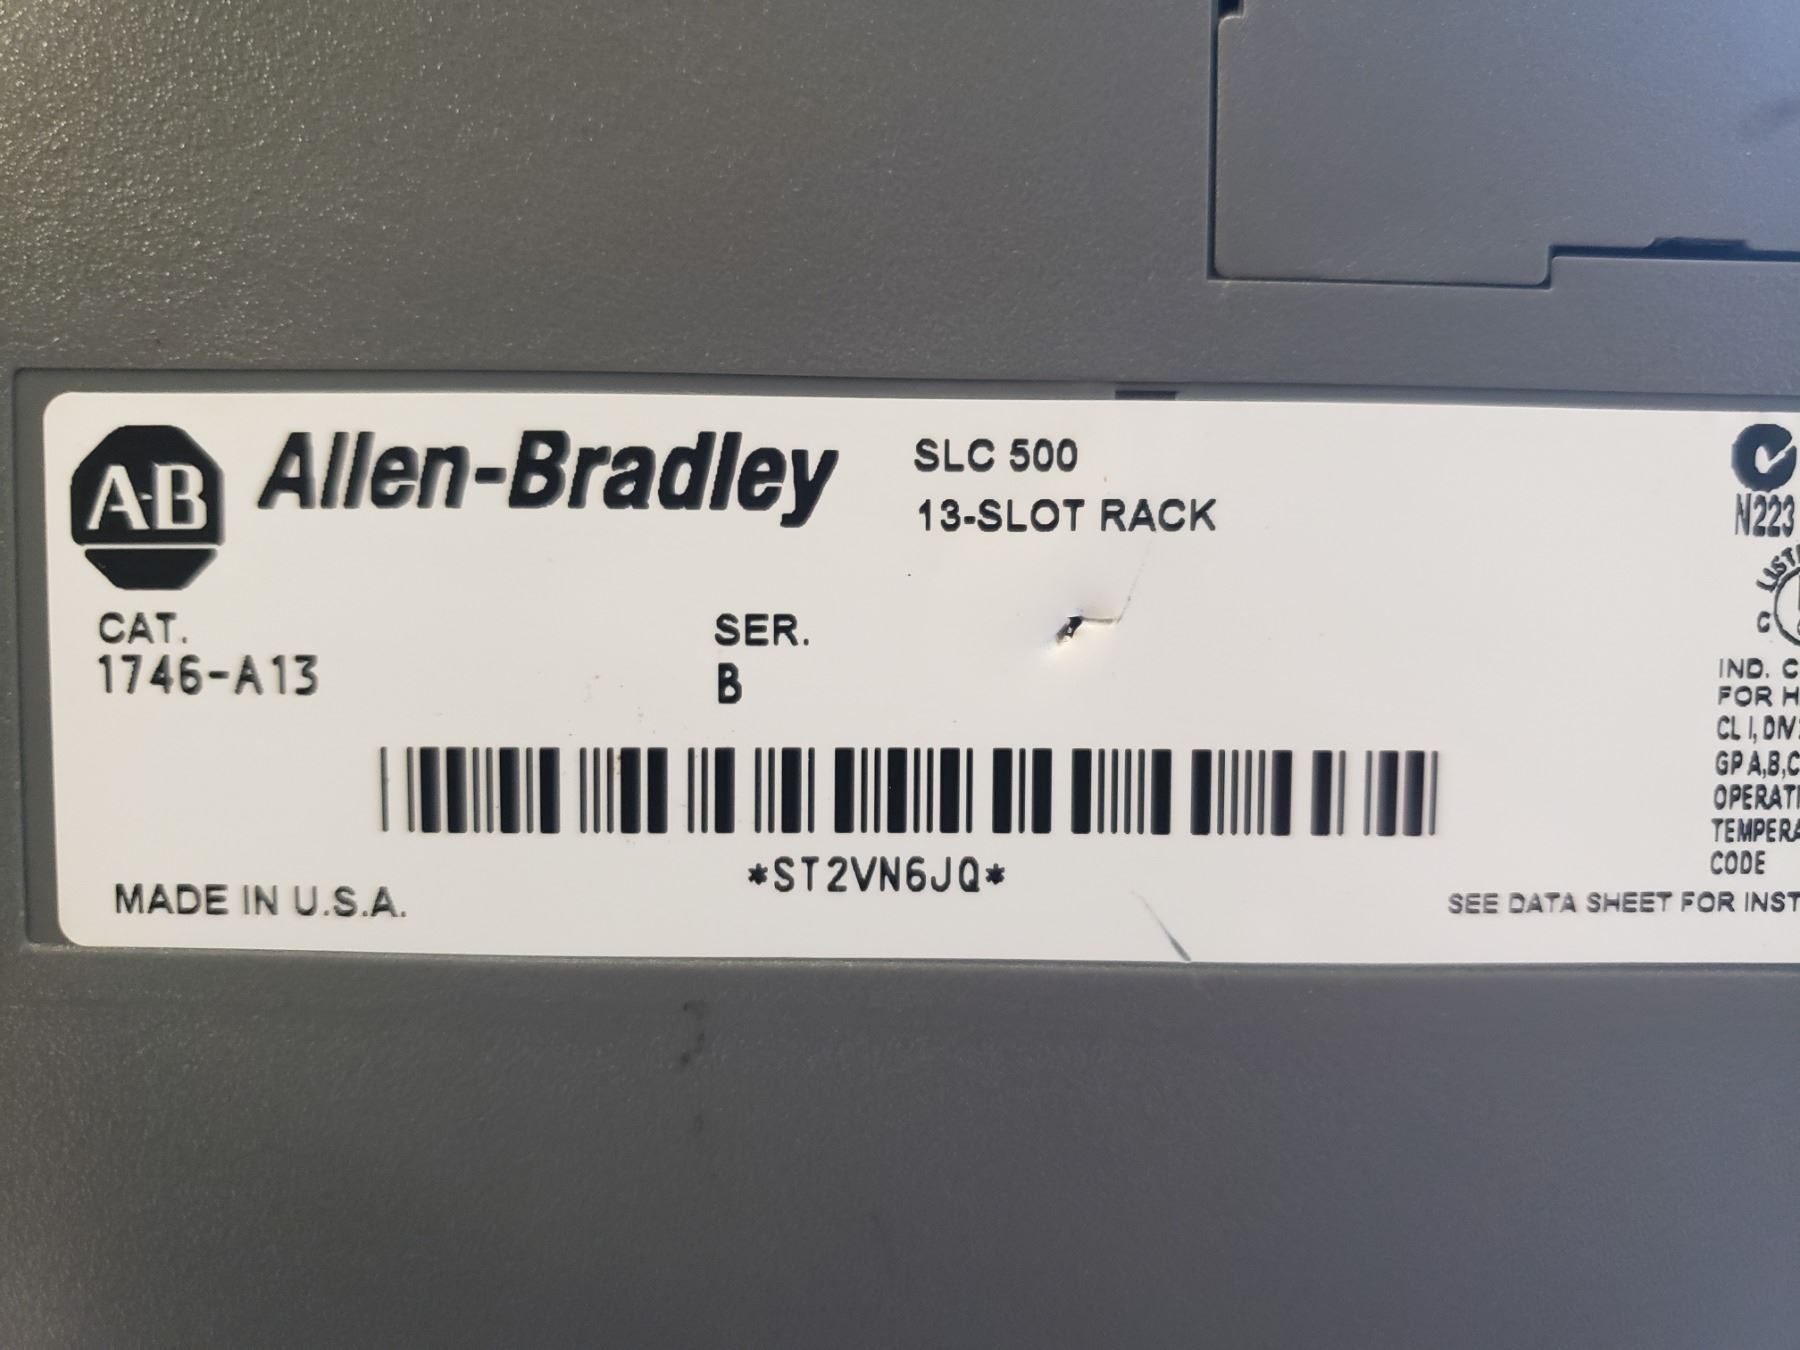 A-B Allen-Bradley
SLC 500
13-SLOT RACK
CAT.
1746-A13
SER.
B
*ST2VN6JQ*
MADE IN U.S.A.
N223
C
IND. C
FOR H
CL I, DIV
GP A,B,C
OPERATI
TEMPERA
CODE
SEE DATA SHEET FOR INST